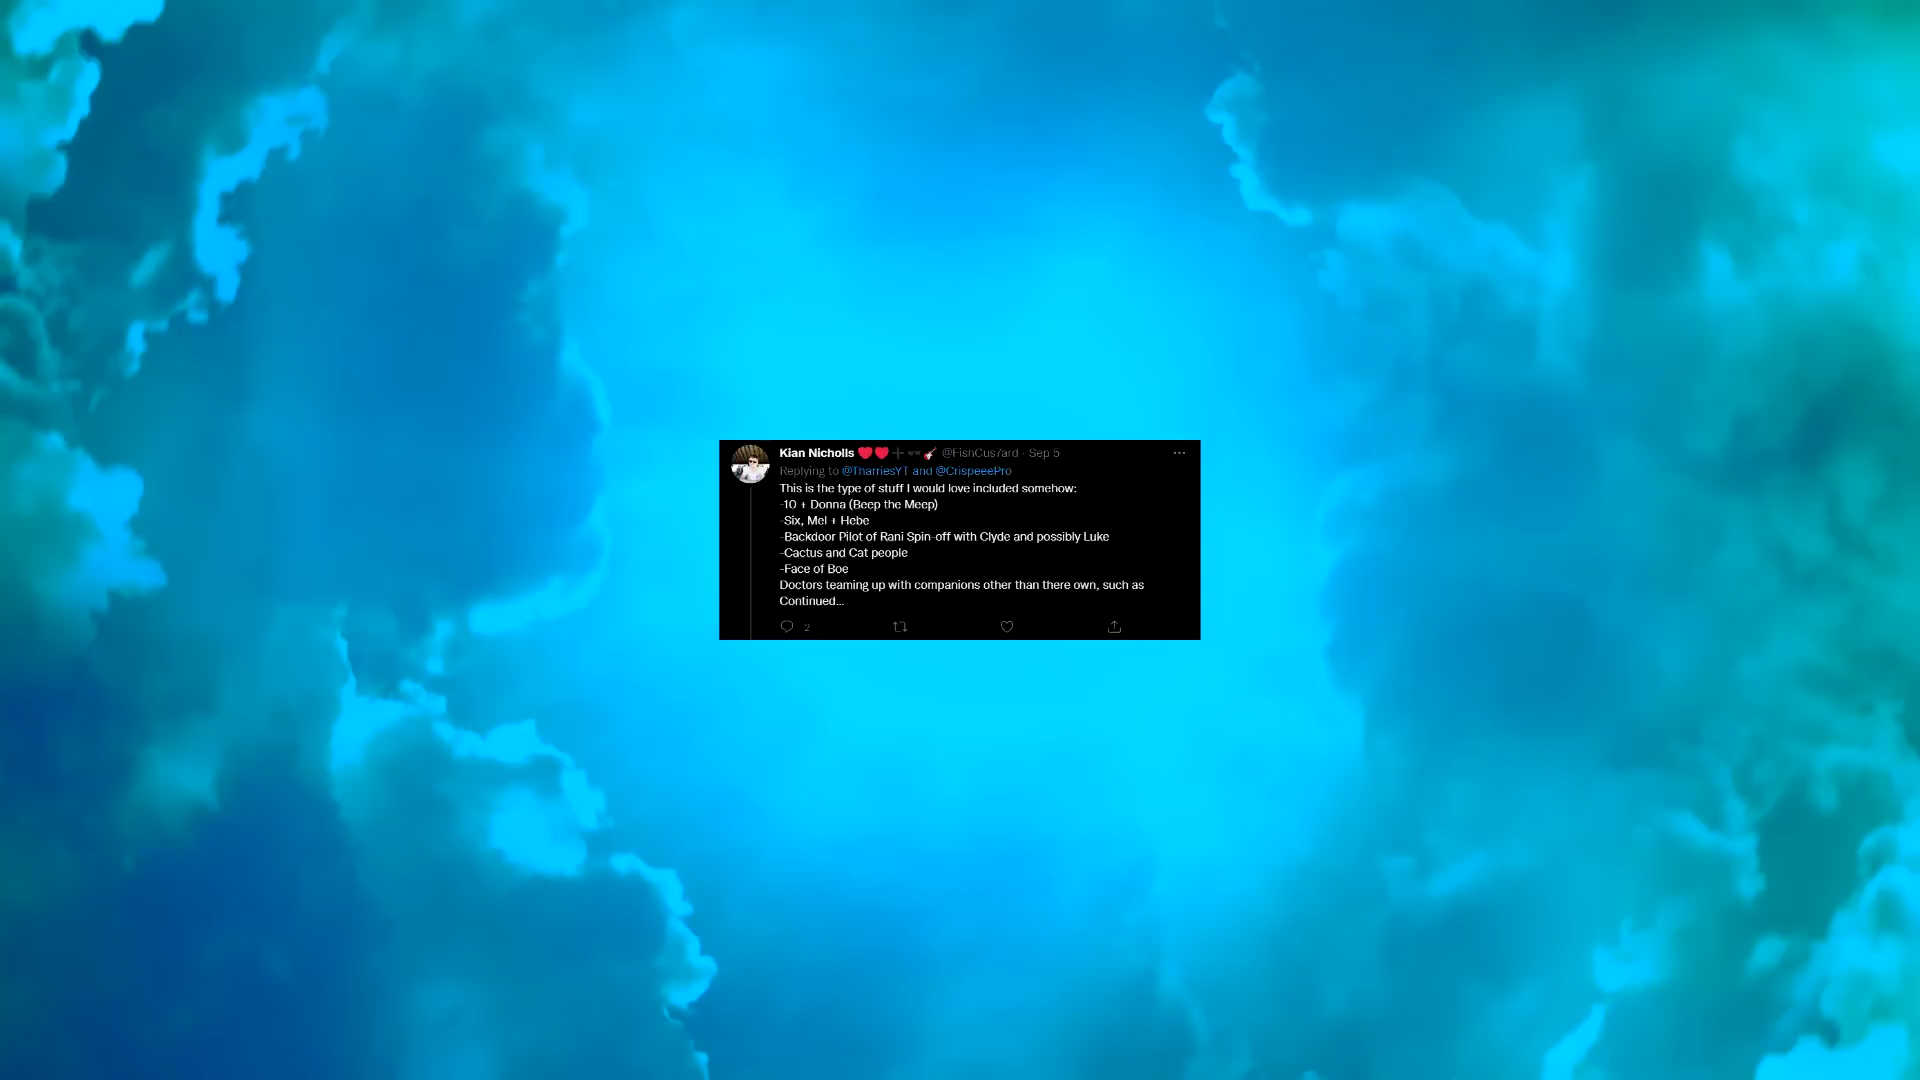 Kian Nicholls ❤️❤️➕🕶️🎸 @FishCus7ard · Sep 5
Replying to @TharriesYT and @CrispeeePro
This is the type of stuff I would love included somehow:
-10 + Donna (Beep the Meep)
-Six, Mel + Hebe
-Backdoor Pilot of Rani Spin-off with Clyde and possibly Luke
-Cactus and Cat people
-Face of Boe
Doctors teaming up with companions other than there own, such as
Continued...
2